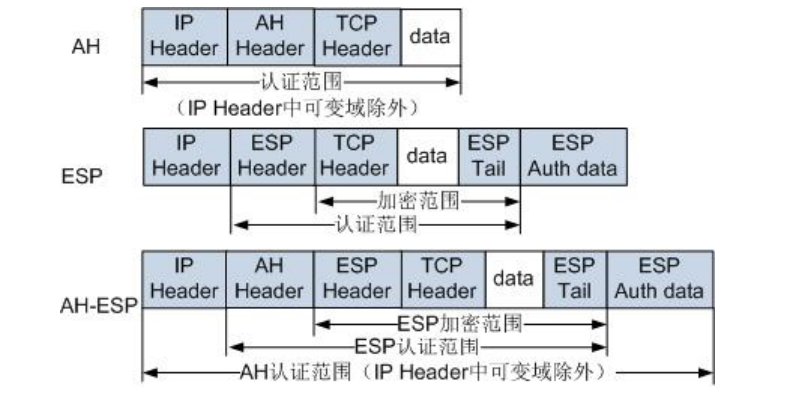 AH
IP Header
AH Header
TCP Header
data
认证范围
（IP Header中可变域除外）
ESP
IP Header
ESP Header
TCP Header
data
ESP Tail
ESP Auth data
加密范围
认证范围
AH-ESP
IP Header
AH Header
ESP Header
TCP Header
data
ESP Tail
ESP Auth data
ESP加密范围
ESP认证范围
AH认证范围（IP Header中可变域除外）